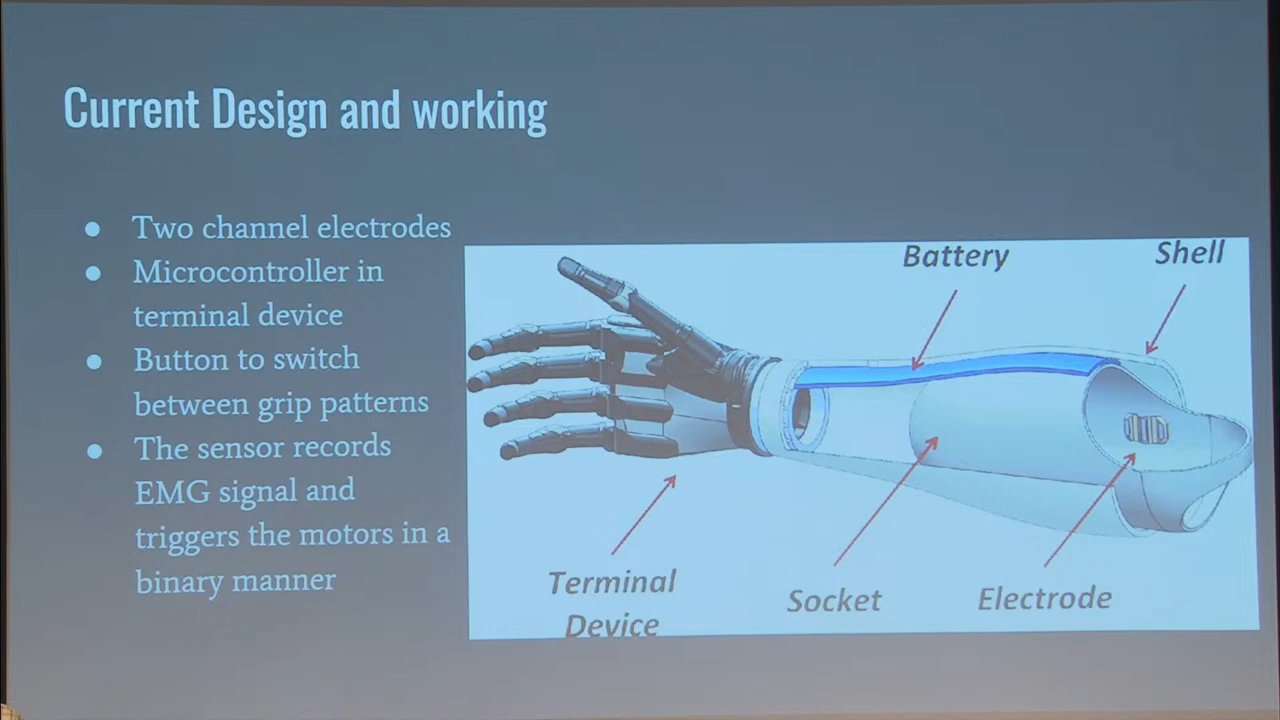 Current Design and working
● Two channel electrodes
● Microcontroller in
terminal device
● Button to switch
between grip patterns
● The sensor records
EMG signal and
triggers the motors in a
binary manner
Battery
Shell
Terminal
Device
Socket
Electrode